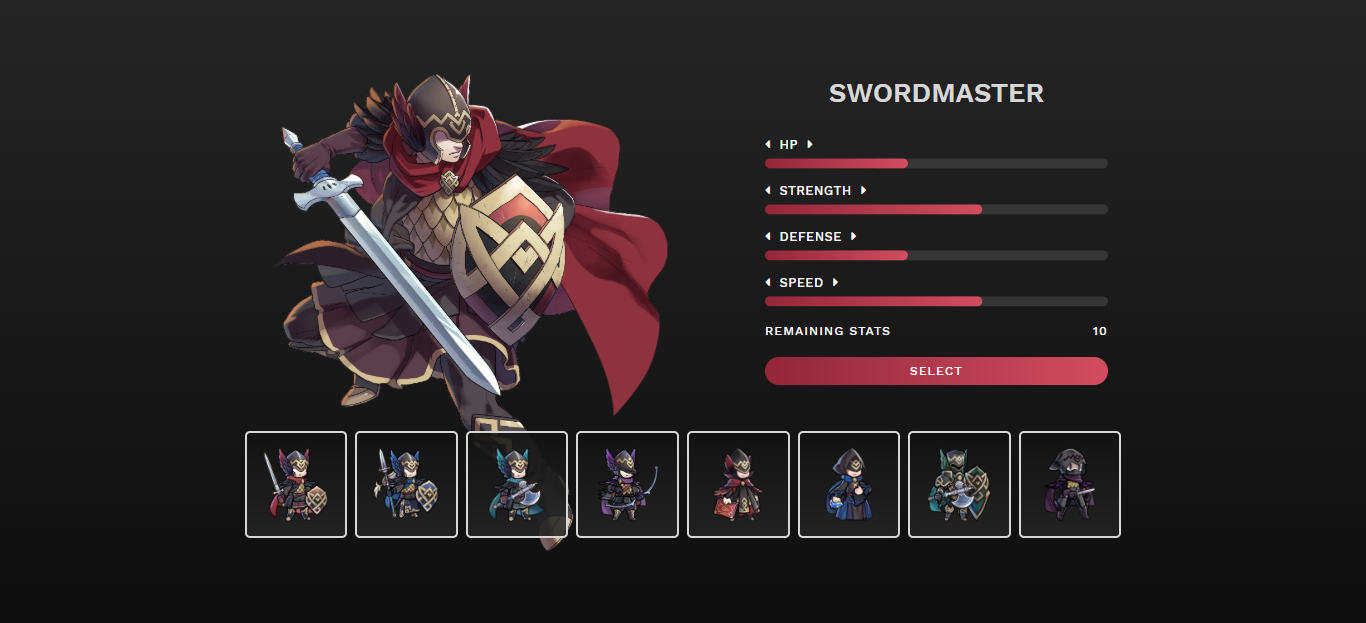 SWORDMASTER
HP
STRENGTH
DEFENSE
SPEED
REMAINING STATS 10
SELECT